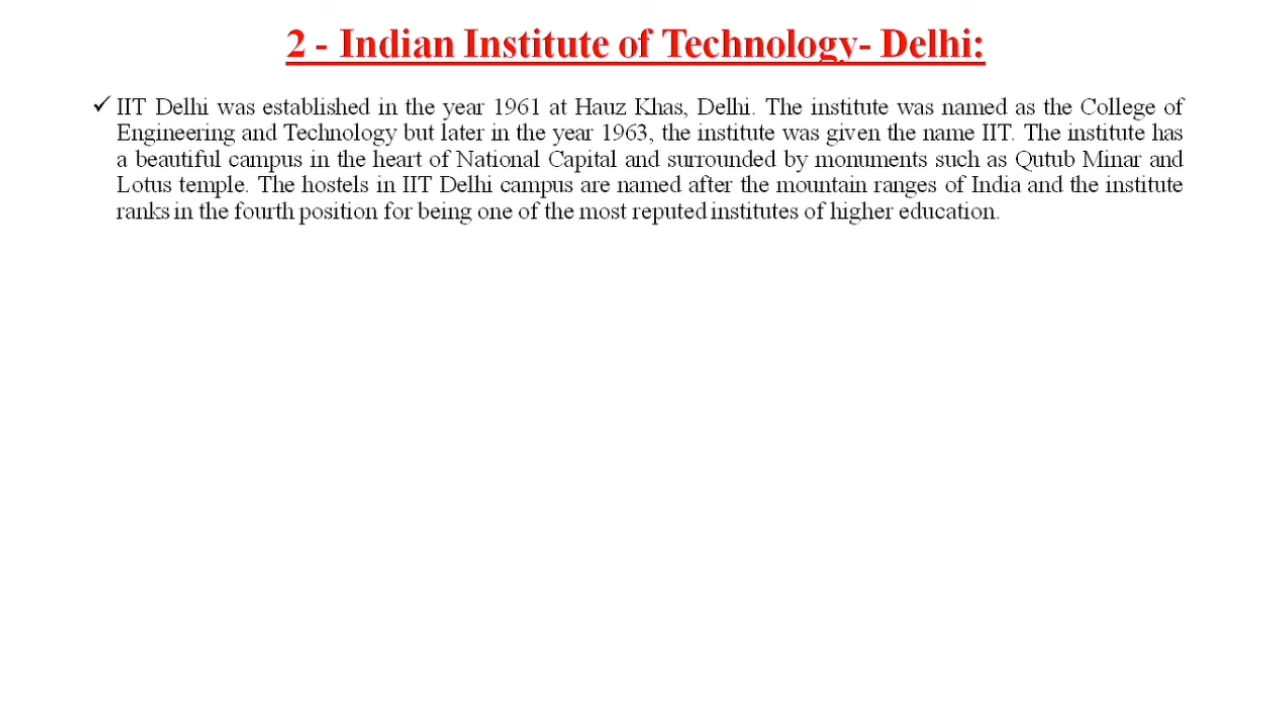 2 - Indian Institute of Technology- Delhi:
✓ IIT Delhi was established in the year 1961 at Hauz Khas, Delhi. The institute was named as the College of
Engineering and Technology but later in the year 1963, the institute was given the name IIT. The institute has
a beautiful campus in the heart of National Capital and surrounded by monuments such as Qutub Minar and
Lotus temple. The hostels in IIT Delhi campus are named after the mountain ranges of India and the institute
ranks in the fourth position for being one of the most reputed institutes of higher education.